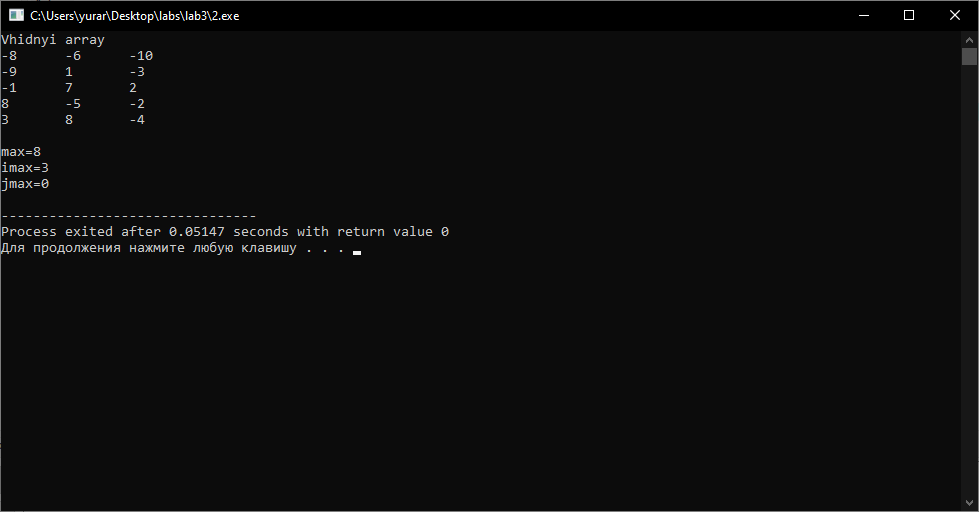 C:\Users\yurar\Desktop\labs\lab3\2.exe
Vhidnyi array
-8 -6 -10
-9 1 -3
-1 7 2
8 -5 -2
3 8 -4
max=8
imax=3
jmax=0
--------------------------------
Process exited after 0.05147 seconds with return value 0
Для продолжения нажмите любую клавишу . . .